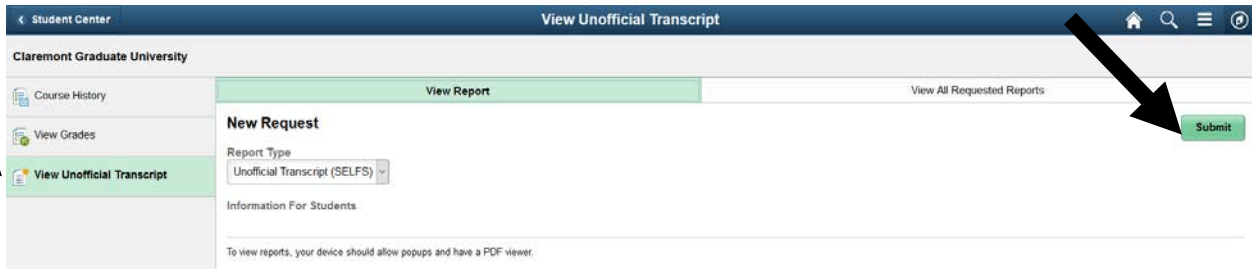 Student Center
View Unofficial Transcript
Claremont Graduate University
Course History
View Grades
View Unofficial Transcript
View Report
View All Requested Reports
New Request
Submit
Report Type
Unofficial Transcript (SELFS)
Information For Students
To view reports, your device should allow popups and have a PDF viewer.